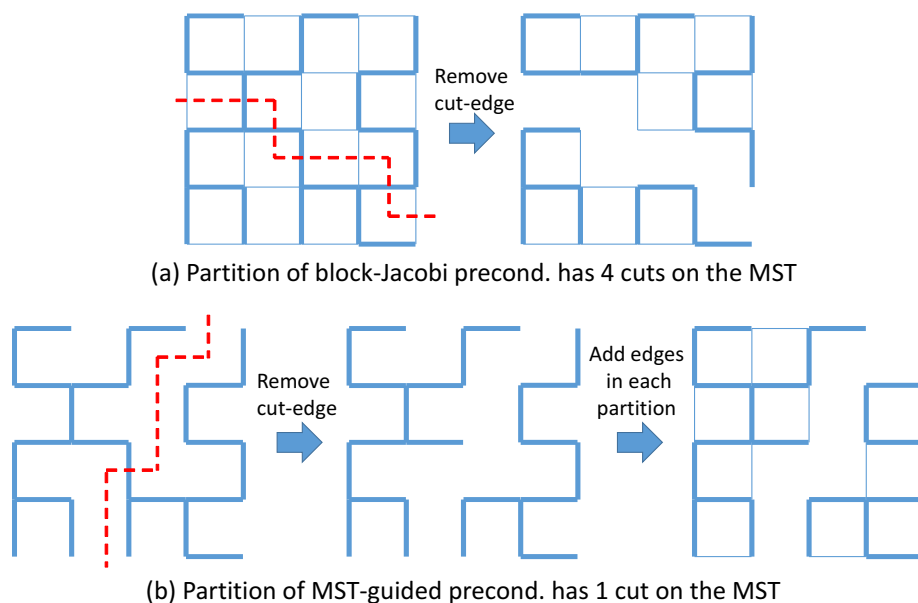 Remove
cut-edge
(a) Partition of block-Jacobi precond. has 4 cuts on the MST
Remove
cut-edge
Add edges
in each
partition
(b) Partition of MST-guided precond. has 1 cut on the MST